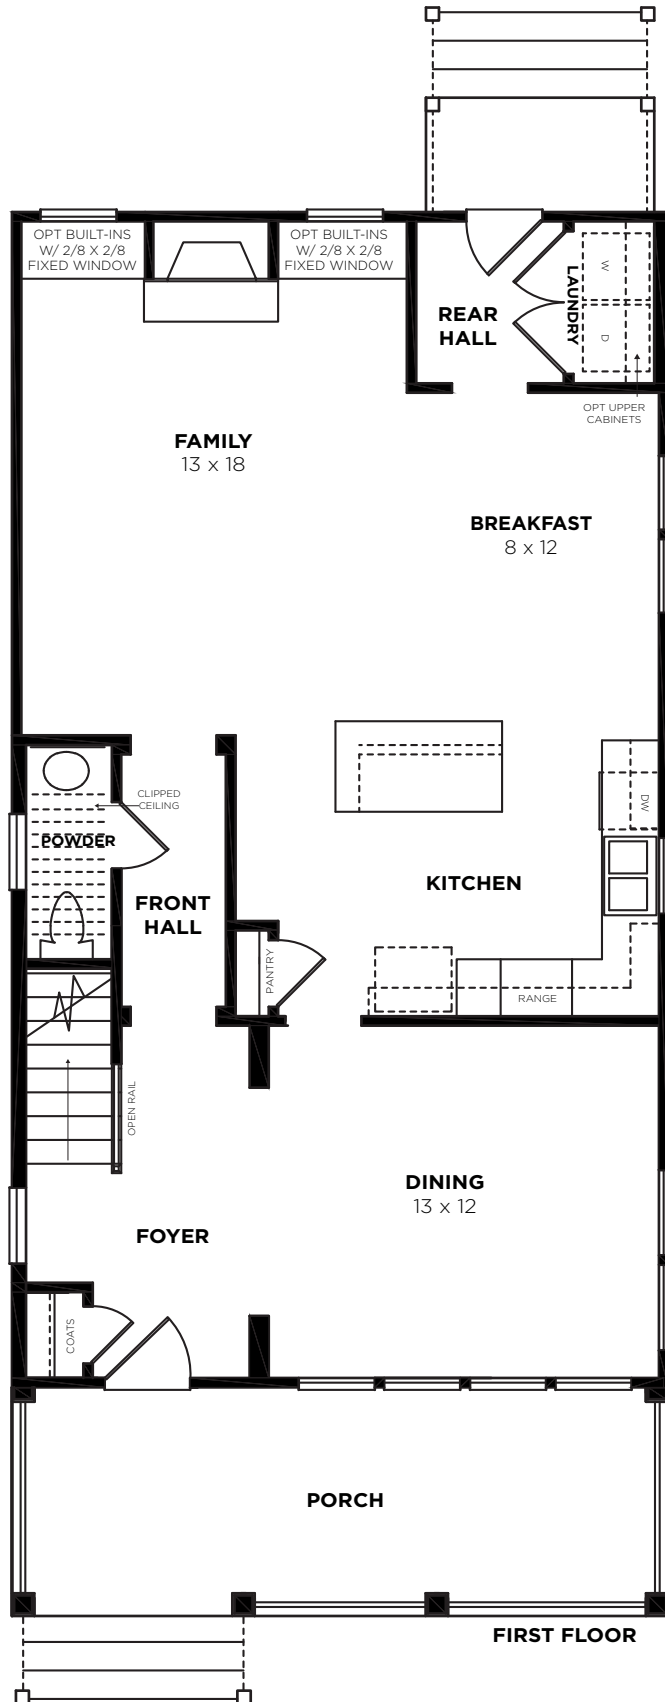 OPT BUILT-INS
W/ 2/8 X 2/8
FIXED WINDOW
OPT BUILT-INS
W/ 2/8 X 2/8
FIXED WINDOW
REAR
HALL
LAUNDRY
W
D
OPT UPPER
CABINETS
FAMILY
13 x 18
BREAKFAST
8 x 12
CLIPPED
CEILING
POWDER
DW
FRONT
HALL
KITCHEN
PANTRY
RANGE
OPEN RAIL
DINING
13 x 12
FOYER
COATS
PORCH
FIRST FLOOR